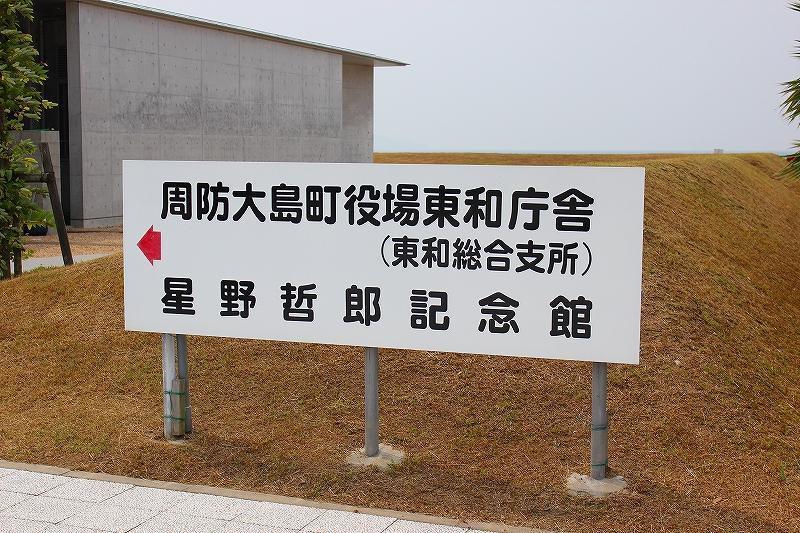 周防大島町役場東和庁舎
（東和総合支所）
星野哲郎記念館